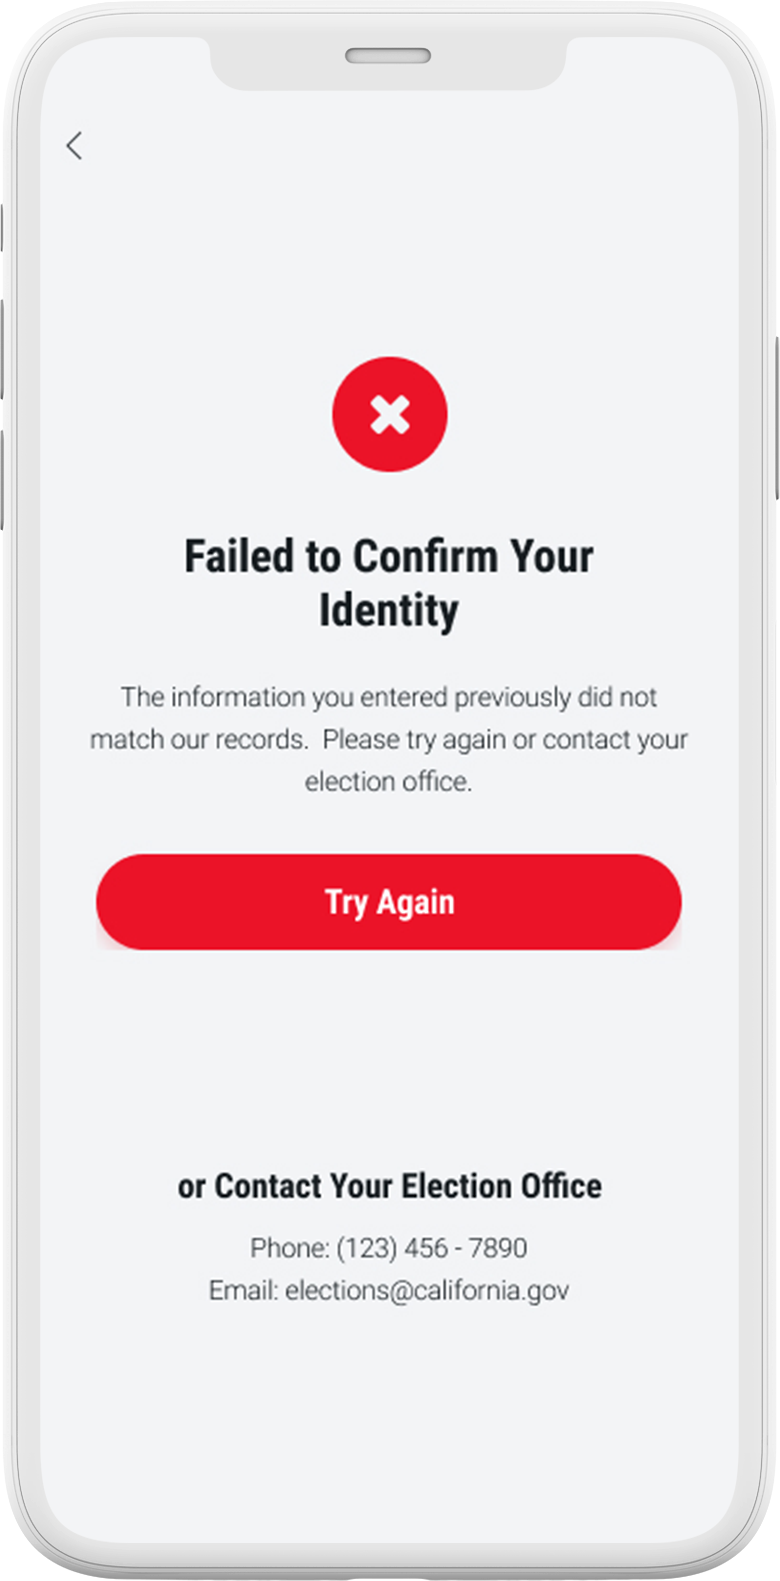 Failed to Confirm Your
Identity
The information you entered previously did not
match our records.  Please try again or contact your
election office.
Try Again
or Contact Your Election Office
Phone: (123) 456 - 7890
Email: elections@california.gov